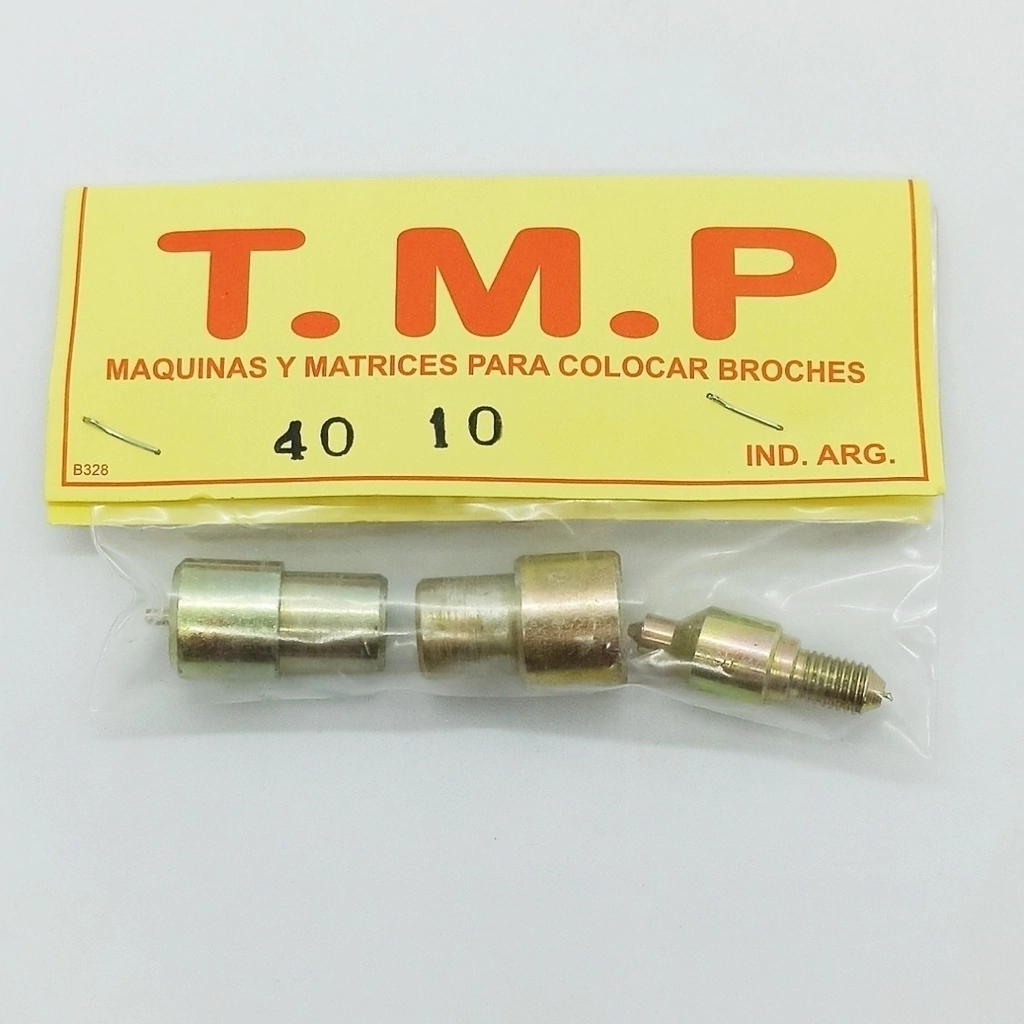 T.M.P
MAQUINAS Y MATRICES PARA COLOCAR BROCHES
40 10
B328
IND. ARG.